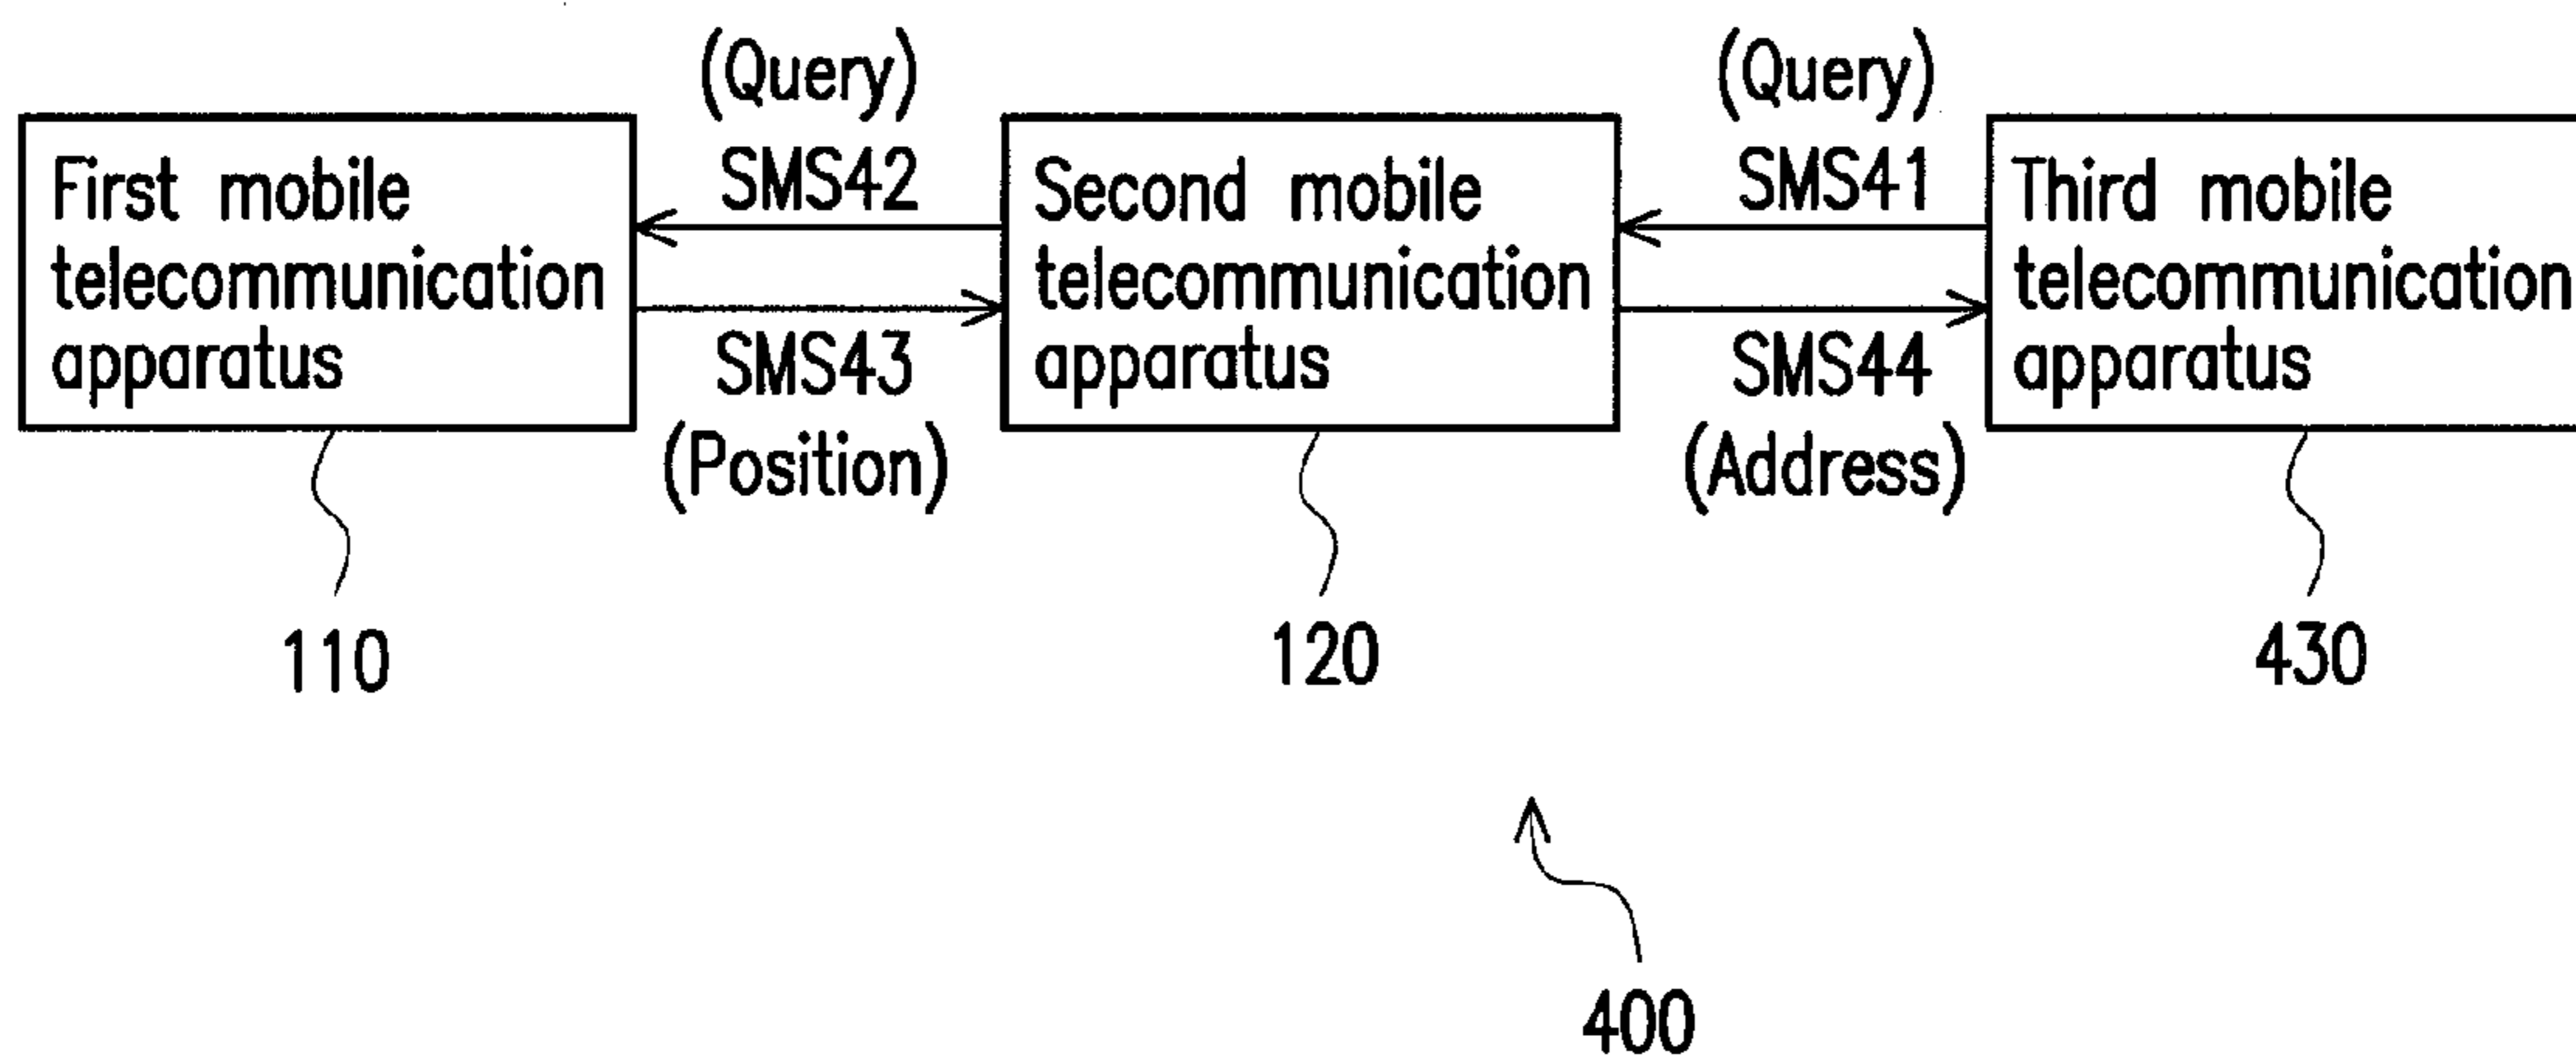 (Query)
SMS42
(Query)
SMS41
First mobile
telecommunication
apparatus
Second mobile
telecommunication
apparatus
Third mobile
telecommunication
apparatus
SMS43
(Position)
SMS44
(Address)
110
120
430
400